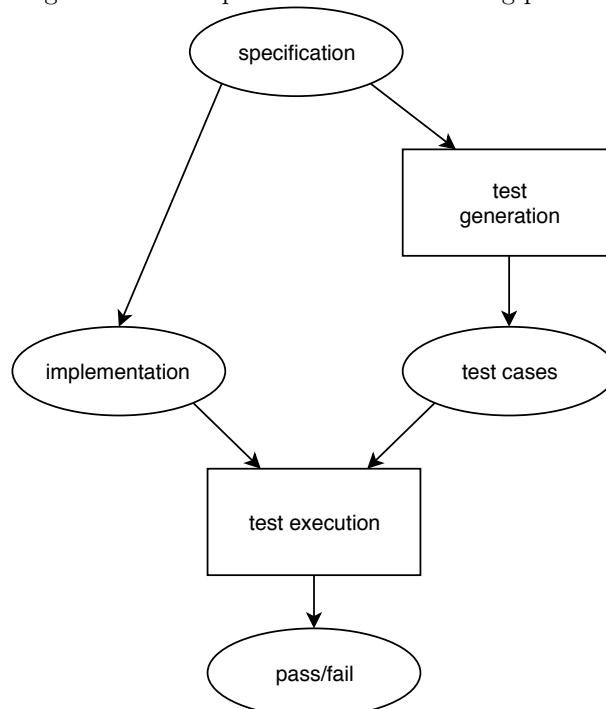 specification
test
generation
implementation
test cases
test execution
pass/fail